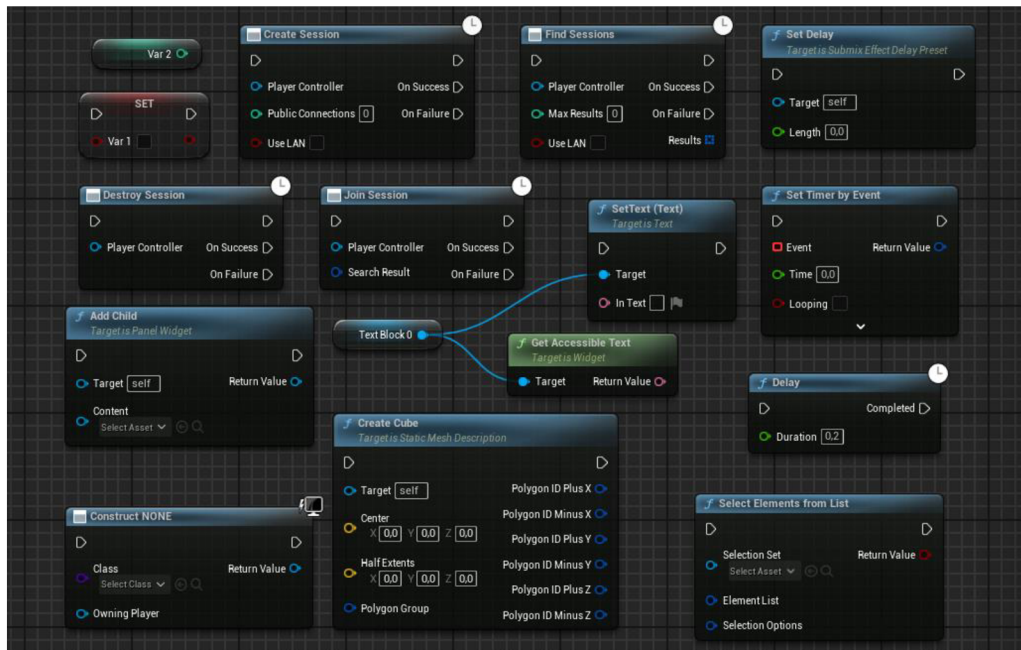 Var 2
SET
Var 1
Create Session
Player Controller
On Success
Public Connections 0
On Failure
Use LAN
Find Sessions
Player Controller
On Success
Max Results 0
On Failure
Use LAN
Results
f Set Delay
Target is Submix Effect Delay Preset
Target self
Length 0,0
Destroy Session
Player Controller
On Success
On Failure
Join Session
Player Controller
On Success
Search Result
On Failure
f SetText (Text)
Target is Text
Target
In Text
f Set Timer by Event
Event
Return Value
Time 0,0
Looping
f Add Child
Target is Panel Widget
Target self
Return Value
Content
Select Asset
Text Block 0
f Get Accessible Text
Target is Widget
Target
Return Value
f Delay
Completed
Duration 0,2
f Create Cube
Target is Static Mesh Description
Target self
Polygon ID Plus X
Center
Polygon ID Minus X
X 0,0 Y 0,0 Z 0,0
Polygon ID Plus Y
Half Extents
Polygon ID Minus Y
X 0,0 Y 0,0 Z 0,0
Polygon ID Plus Z
Polygon Group
Polygon ID Minus Z
Construct NONE
Class
Return Value
Select Class
Owning Player
f Select Elements from List
Selection Set
Return Value
Select Asset
Element List
Selection Options